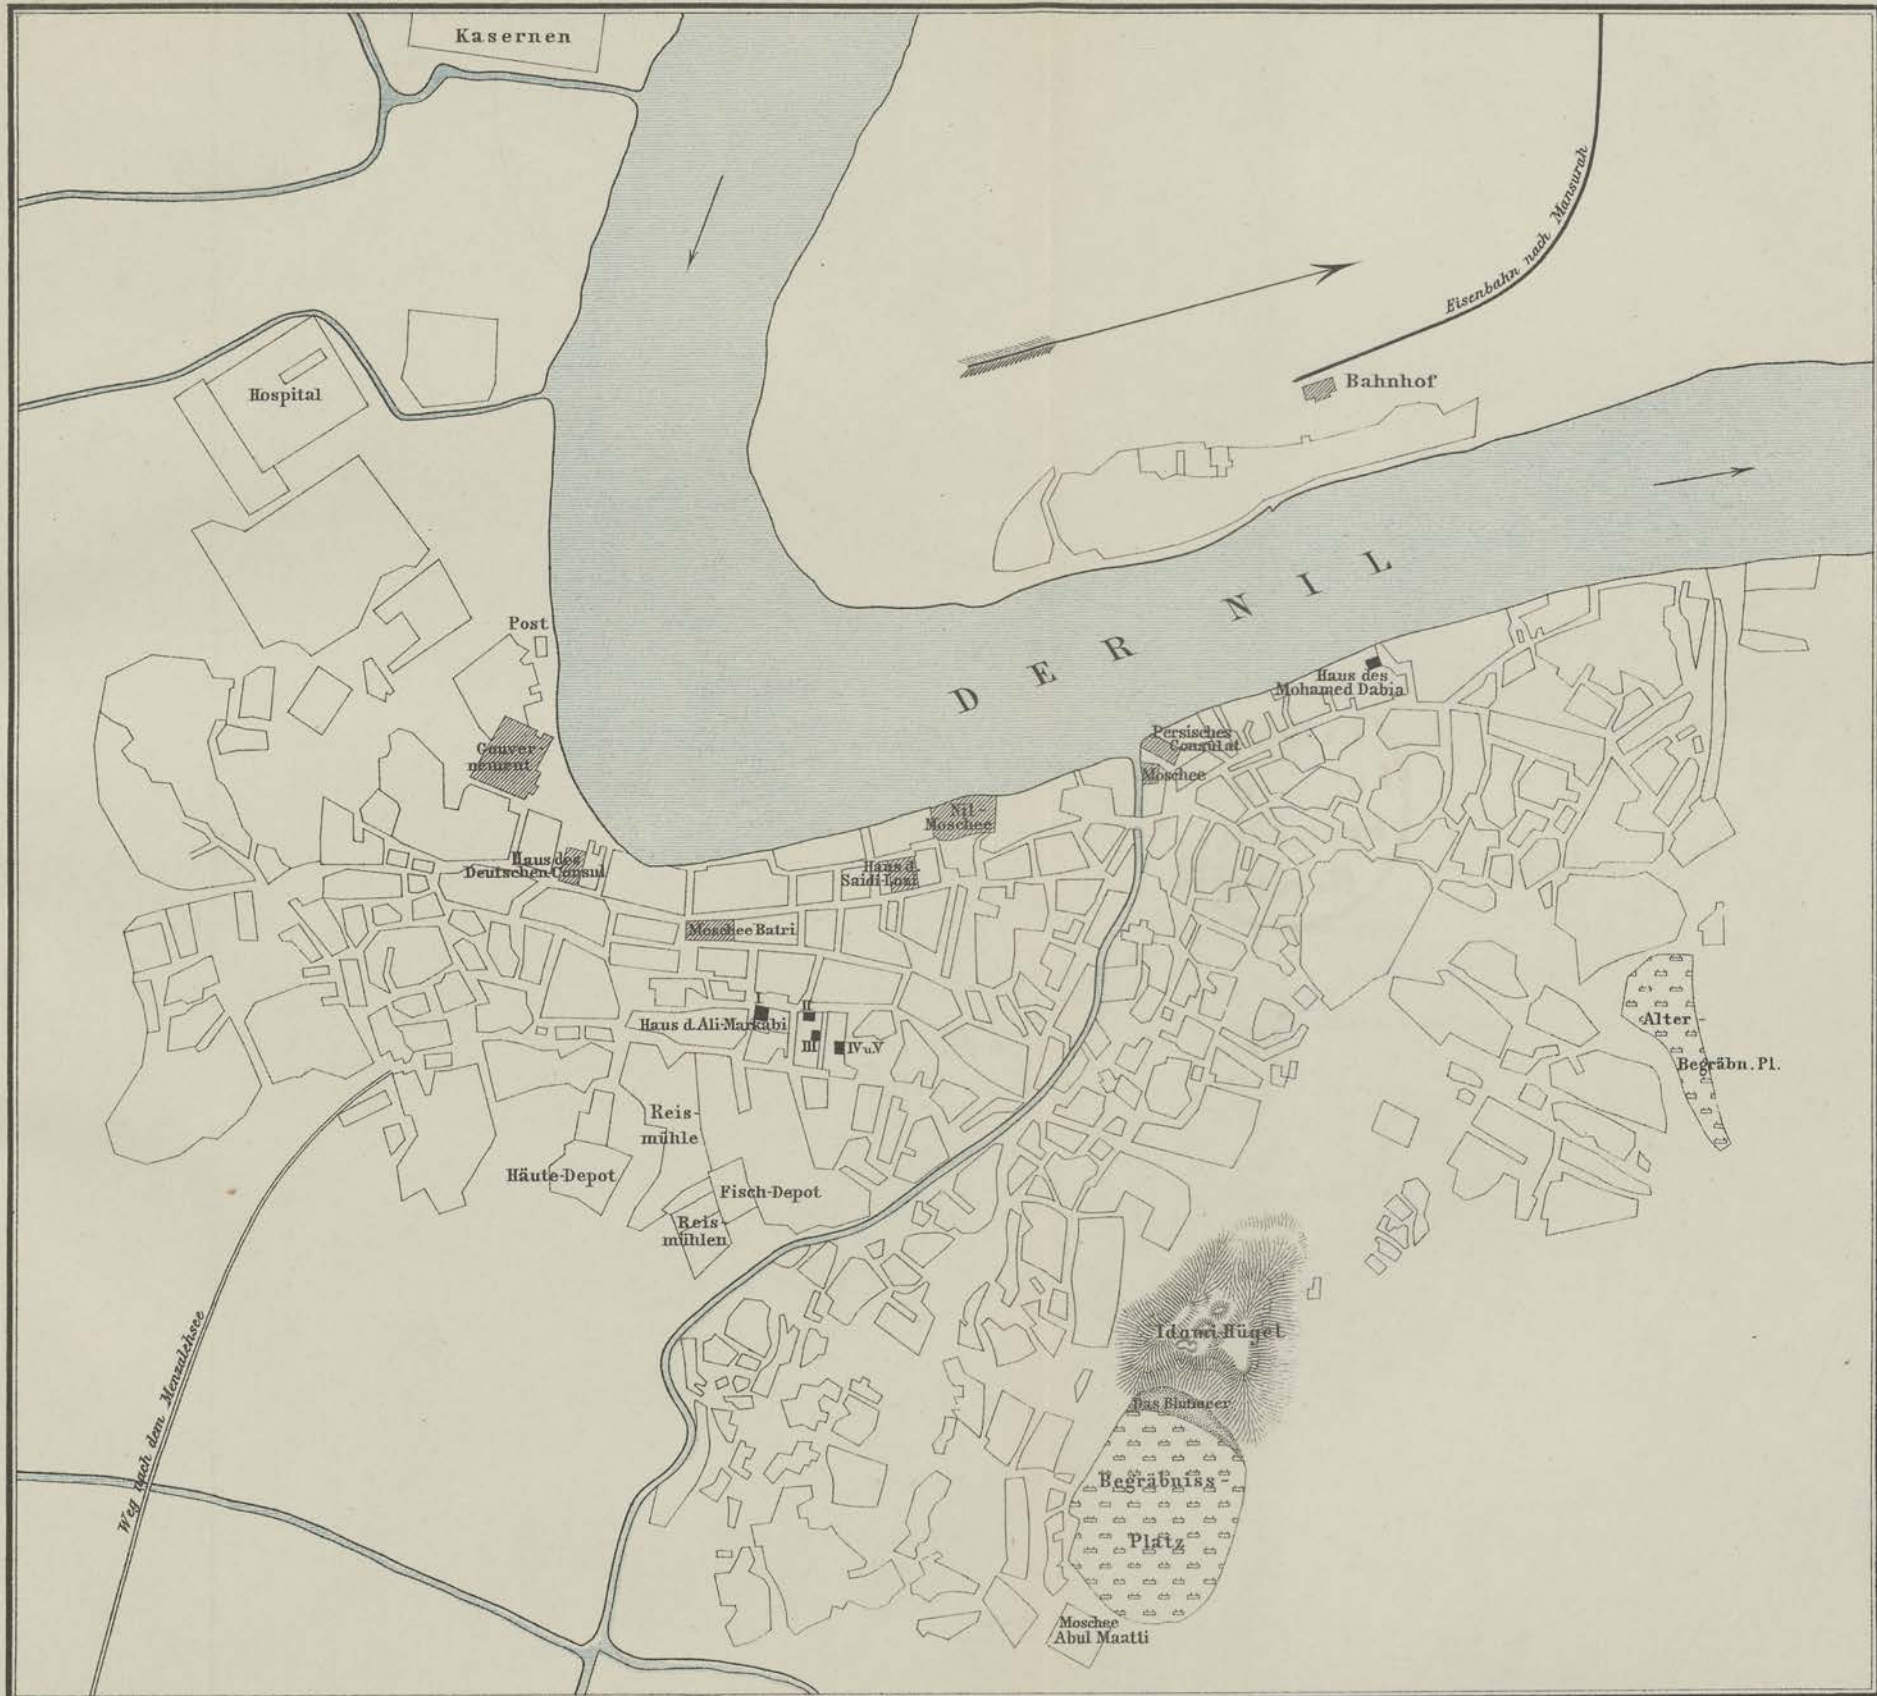 Kasernen
Eisenbahn nach Mansurah
Hospital
Bahnhof
DER NIL
Post
Haus des
Mohamed Dabia
Persisches
Consulat
Moschee
Gouver-
nement
Nil-
Moschee
Haus des
Deutschen Consul
Haus d.
Saidi-Lozi
Moschee Batri
I
II
Haus d. Ali-Markabi
III
IV u. V
Alter
Begräbn. Pl.
Reis-
mühle
Häute-Depot
Fisch-Depot
Reis-
mühlen
Weg nach dem Menzalehsee
Idami-Hügel
Das Blutmeer
Begräbniss-
Platz
Moschee
Abul Maatti